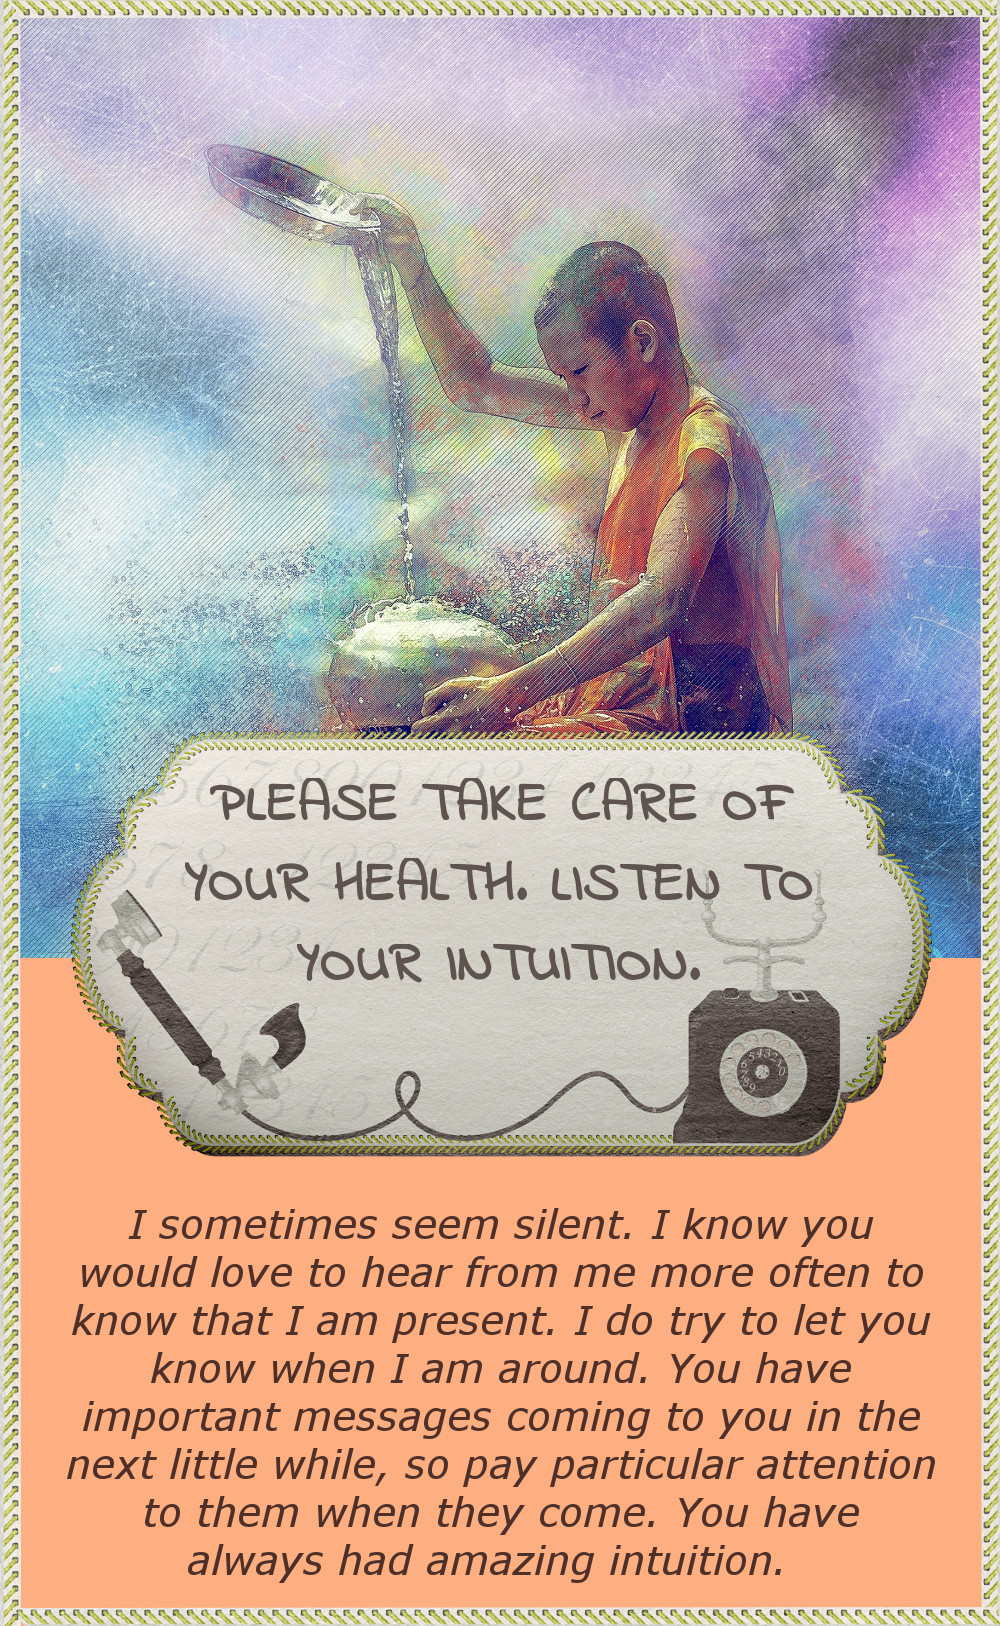 PLEASE TAKE CARE OF
YOUR HEALTH. LISTEN TO
YOUR INTUITION.
I sometimes seem silent. I know you
would love to hear from me more often to
know that I am present. I do try to let you
know when I am around. You have
important messages coming to you in the
next little while, so pay particular attention
to them when they come. You have
always had amazing intuition.